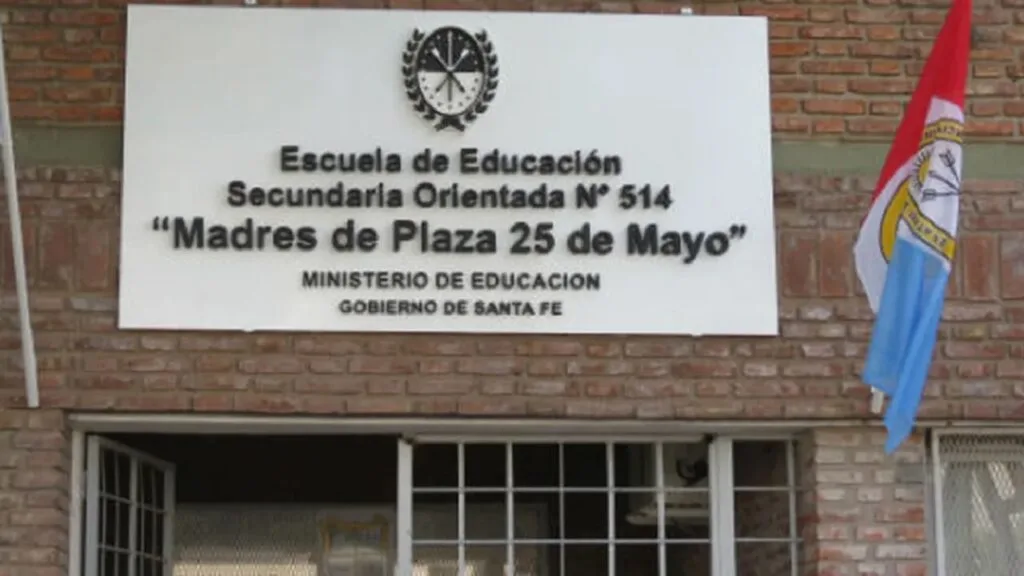 Escuela de Educación
Secundaria Orientada N° 514
“Madres de Plaza 25 de Mayo”
MINISTERIO DE EDUCACION
GOBIERNO DE SANTA FE